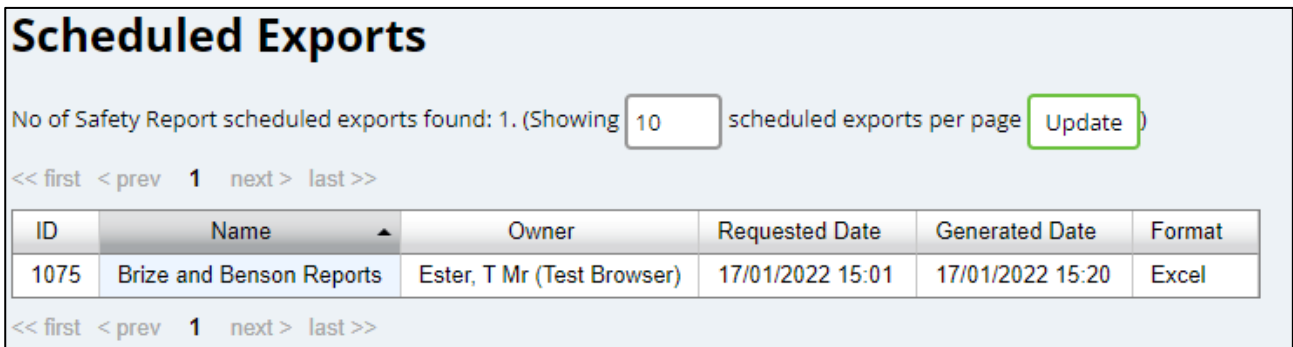 Scheduled Exports
No of Safety Report scheduled exports found: 1. (Showing 10 scheduled exports per page Update )
<< first < prev 1 next > last >>
ID Name Owner Requested Date Generated Date Format
1075 Brize and Benson Reports Ester, T Mr (Test Browser) 17/01/2022 15:01 17/01/2022 15:20 Excel
<< first < prev 1 next > last >>